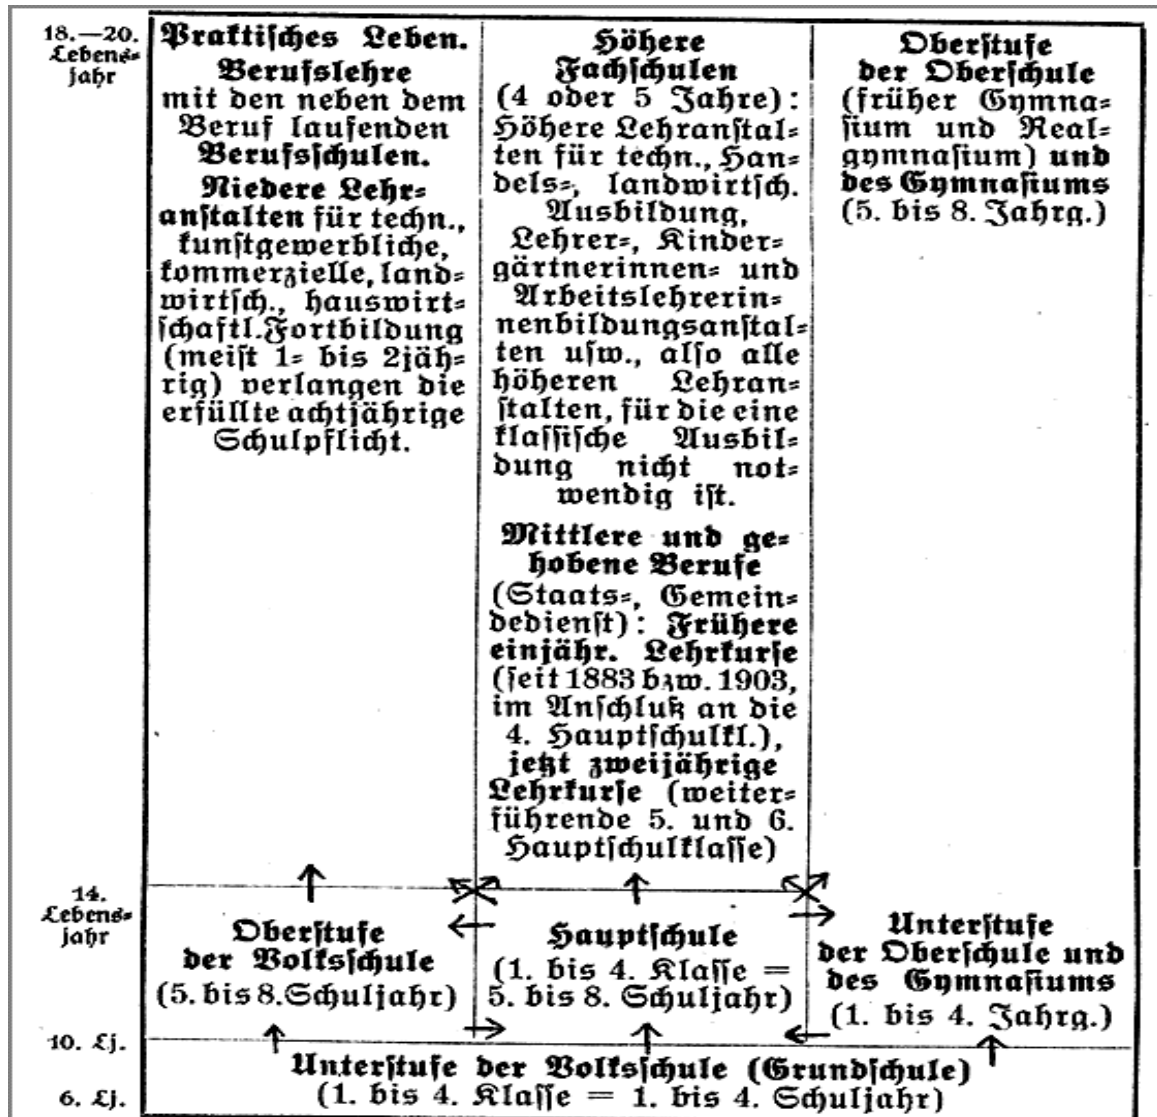 18.—20.
Lebens-
jahr
Praktisches Leben.
Berufslehre
mit den neben dem
Beruf laufenden
Berufsschulen.
Niedere Lehr-
anstalten für techn.,
kunstgewerbliche,
kommerzielle, land-
wirtsch., hauswirt-
schaftl. Fortbildung
(meist 1- bis 2jäh-
rig) verlangen die
erfüllte achtjährige
Schulpflicht.
Höhere
Fachschulen
(4 oder 5 Jahre):
Höhere Lehranstal-
ten für techn., Han-
dels-, landwirtsch.
Ausbildung,
Lehrer-, Kinder-
gärtnerinnen- und
Arbeitslehrerin-
nenbildungsanstal-
ten usw., also alle
höheren Lehran-
stalten, für die eine
klassische Ausbil-
dung nicht not-
wendig ist.
Mittlere und ge-
hobene Berufe
(Staats-, Gemein-
dedienst): Frühere
einjähr. Lehrkurse
(seit 1883 bzw. 1903,
im Anschluß an die
4. Hauptschulkl.),
jetzt zweijährige
Lehrkurse (weiter-
führende 5. und 6.
Hauptschulklasse)
Oberstufe
der Oberschule
(früher Gymna-
sium und Real-
gymnasium) und
des Gymnasiums
(5. bis 8. Jahrg.)
14.
Lebens-
jahr
Oberstufe
der Volksschule
(5. bis 8. Schuljahr)
Hauptschule
(1. bis 4. Klasse =
5. bis 8. Schuljahr)
Unterstufe
der Oberschule und
des Gymnasiums
(1. bis 4. Jahrg.)
10. Lj.
Unterstufe der Volksschule (Grundschule)
(1. bis 4. Klasse = 1. bis 4. Schuljahr)
6. Lj.